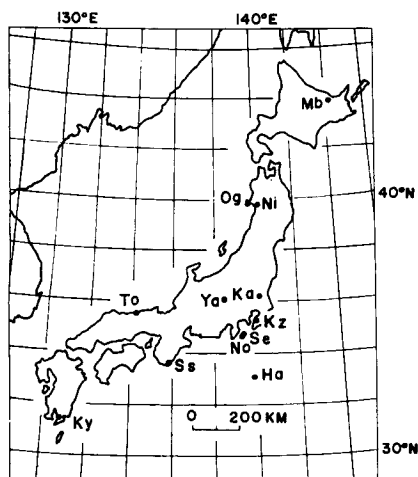 130°E 140°E
Mb
40°N
Og Ni
To Ya Ka
Kz
Se
No
Ss
Ha
0 200 KM
Ky
30°N